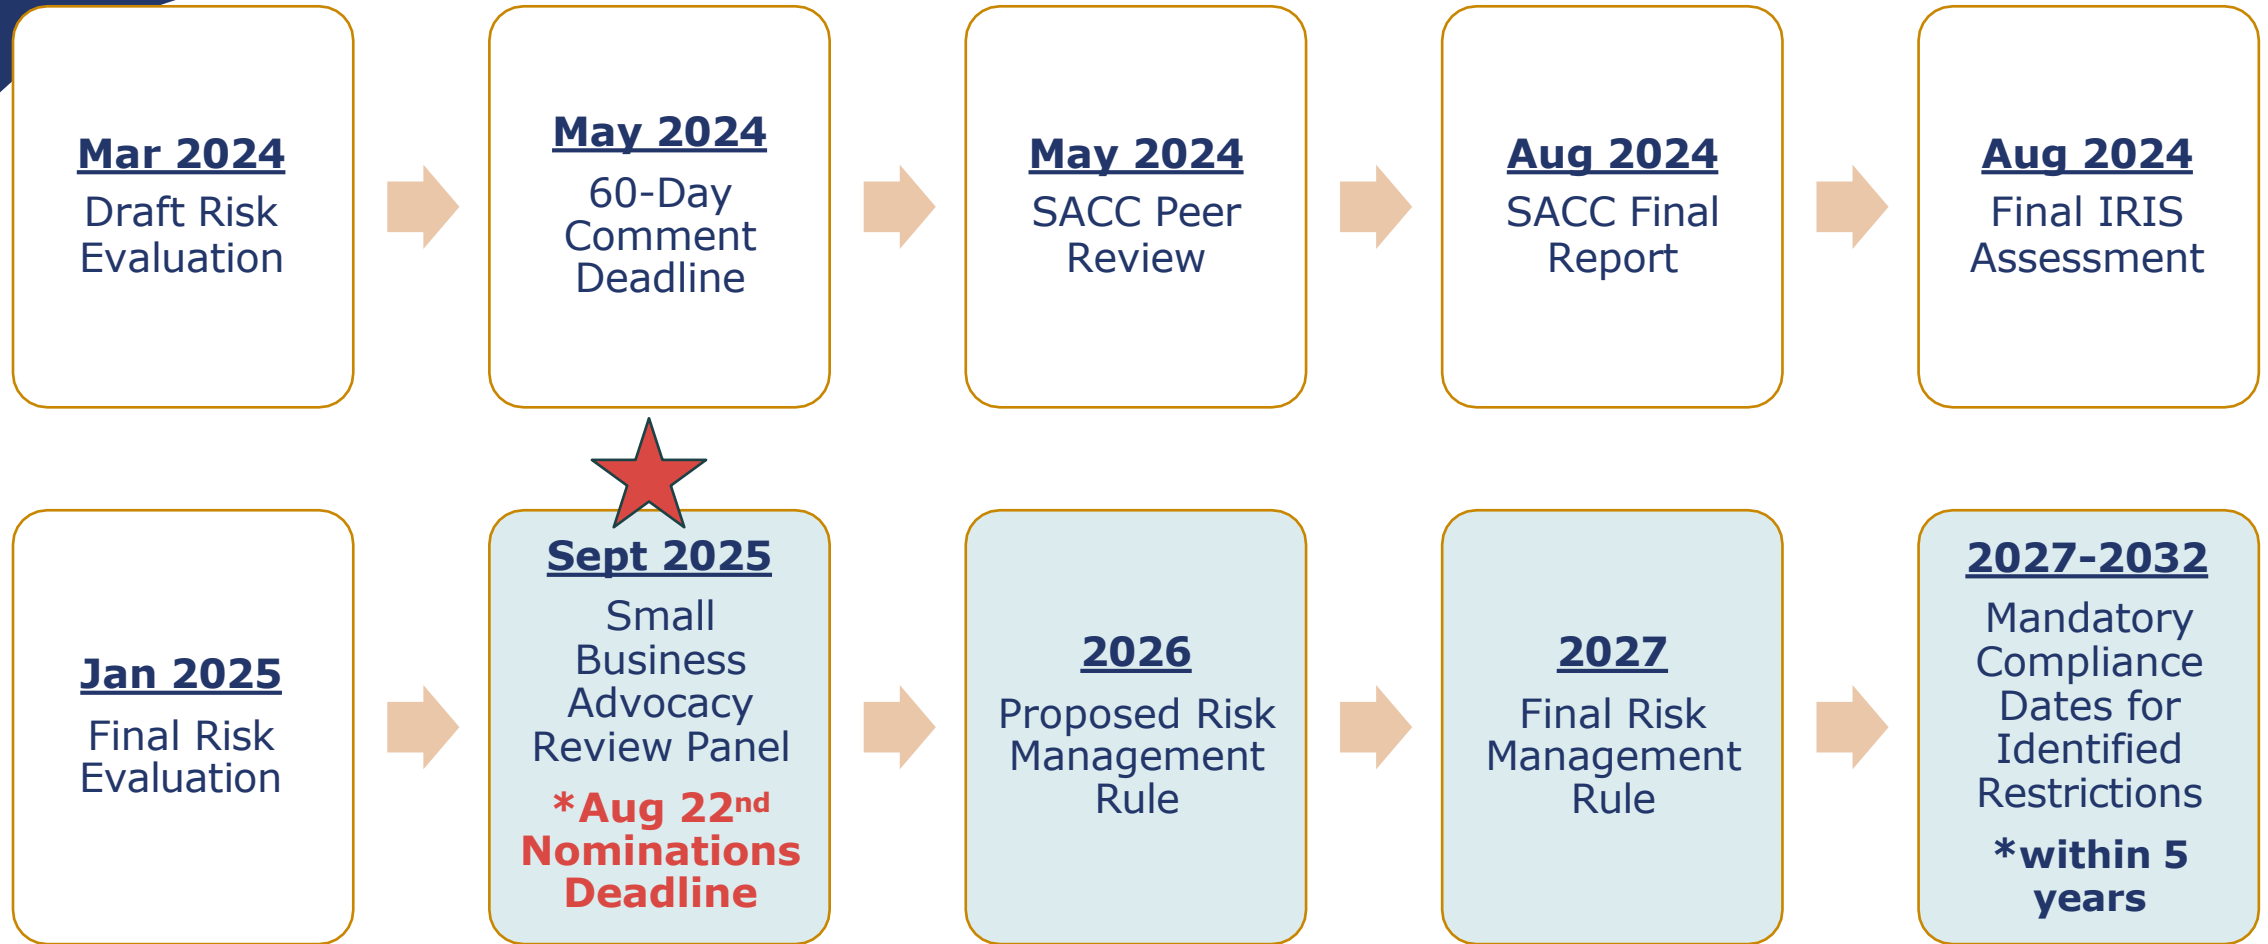 Mar 2024
Draft Risk
Evaluation
May 2024
60-Day
Comment
Deadline
May 2024
SACC Peer
Review
Aug 2024
SACC Final
Report
Aug 2024
Final IRIS
Assessment
Jan 2025
Final Risk
Evaluation
Sept 2025
Small
Business
Advocacy
Review Panel
*Aug 22nd
Nominations
Deadline
2026
Proposed Risk
Management
Rule
2027
Final Risk
Management
Rule
2027-2032
Mandatory
Compliance
Dates for
Identified
Restrictions
*within 5
years